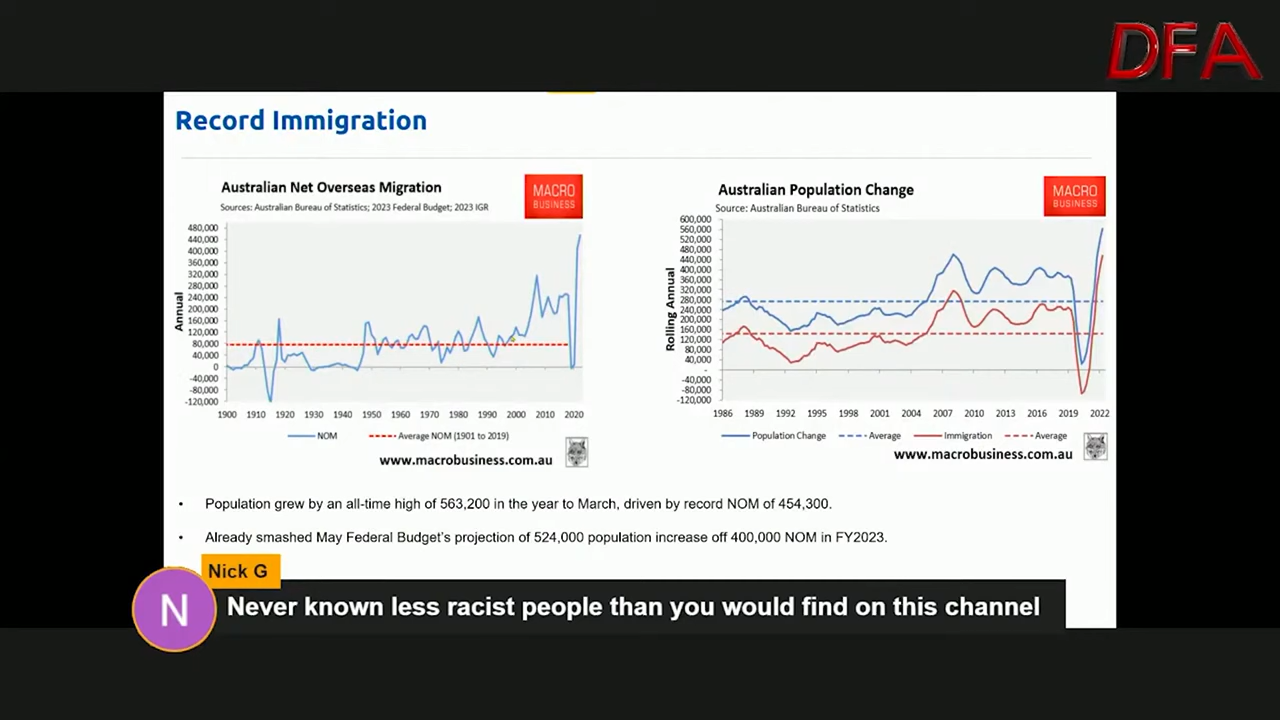 DFA
Record Immigration
Australian Net Overseas Migration
Sources: Australian Bureau of Statistics; 2023 Federal Budget; 2023 IGR
MACRO
BUSINESS
480,000
440,000
400,000
360,000
320,000
280,000
240,000
200,000
160,000
120,000
80,000
40,000
0
-40,000
-80,000
-120,000
Annual
1900 1910 1920 1930 1940 1950 1960 1970 1980 1990 2000 2010 2020
NOM Average NOM (1901 to 2019)
www.macrobusiness.com.au
Australian Population Change
Source: Australian Bureau of Statistics
MACRO
BUSINESS
600,000
560,000
520,000
480,000
440,000
400,000
360,000
320,000
280,000
240,000
200,000
160,000
120,000
80,000
40,000
-
-40,000
-80,000
-120,000
Rolling Annual
1986 1989 1992 1995 1998 2001 2004 2007 2010 2013 2016 2019 2022
Population Change Average Immigration Average
www.macrobusiness.com.au
• Population grew by an all-time high of 563,200 in the year to March, driven by record NOM of 454,300.
• Already smashed May Federal Budget's projection of 524,000 population increase off 400,000 NOM in FY2023.
Nick G
N
Never known less racist people than you would find on this channel